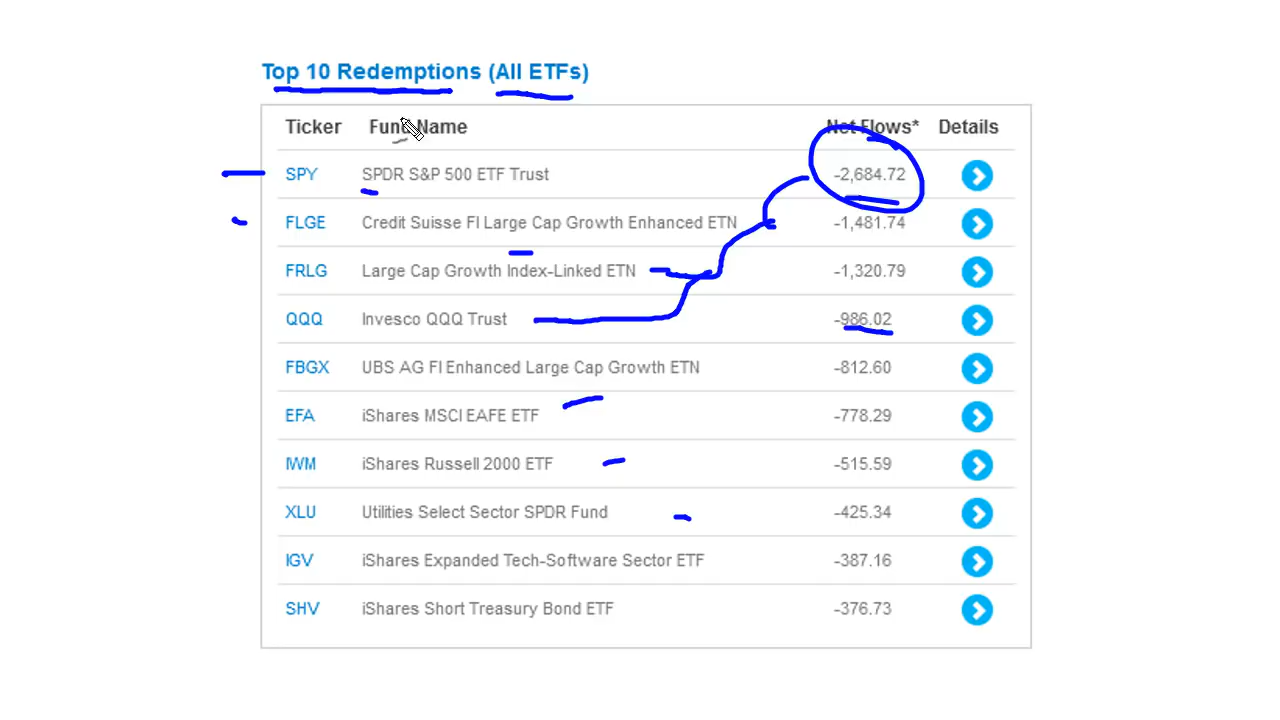 Top 10 Redemptions (All ETFs)
Ticker Fund Name Net Flows* Details
SPY SPDR S&P 500 ETF Trust -2,684.72
FLGE Credit Suisse FI Large Cap Growth Enhanced ETN -1,481.74
FRLG Large Cap Growth Index-Linked ETN -1,320.79
QQQ Invesco QQQ Trust -986.02
FBGX UBS AG FI Enhanced Large Cap Growth ETN -812.60
EFA iShares MSCI EAFE ETF -778.29
IWM iShares Russell 2000 ETF -515.59
XLU Utilities Select Sector SPDR Fund -425.34
IGV iShares Expanded Tech-Software Sector ETF -387.16
SHV iShares Short Treasury Bond ETF -376.73